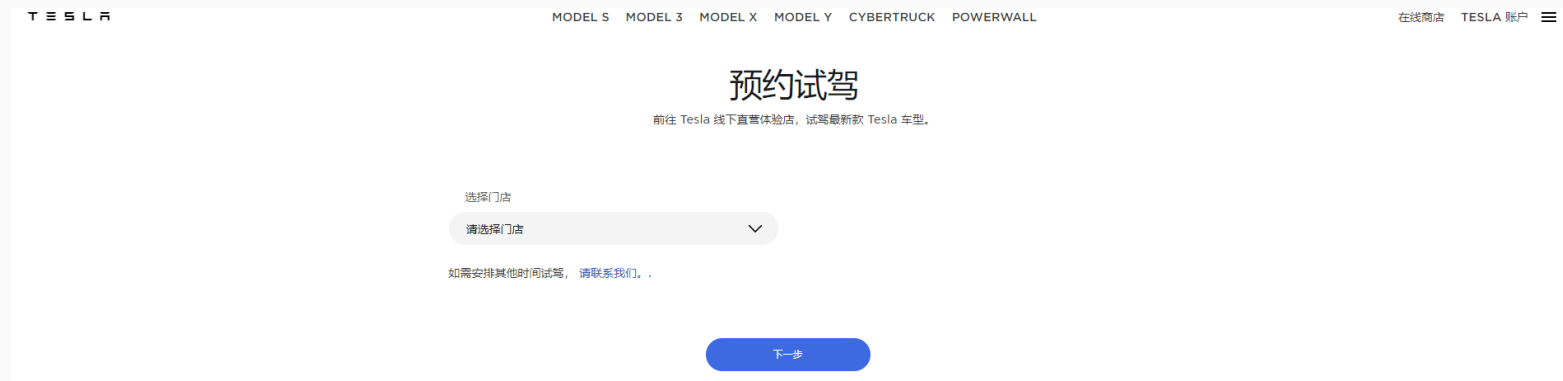 TESLA MODEL S MODEL 3 MODEL X MODEL Y CYBERTRUCK POWERWALL 在线商店 TESLA 账户
预约试驾
前往 Tesla 线下直营体验店，试驾最新款 Tesla 车型。
选择门店
请选择门店
如需安排其他时间试驾， 请联系我们。.
下一步